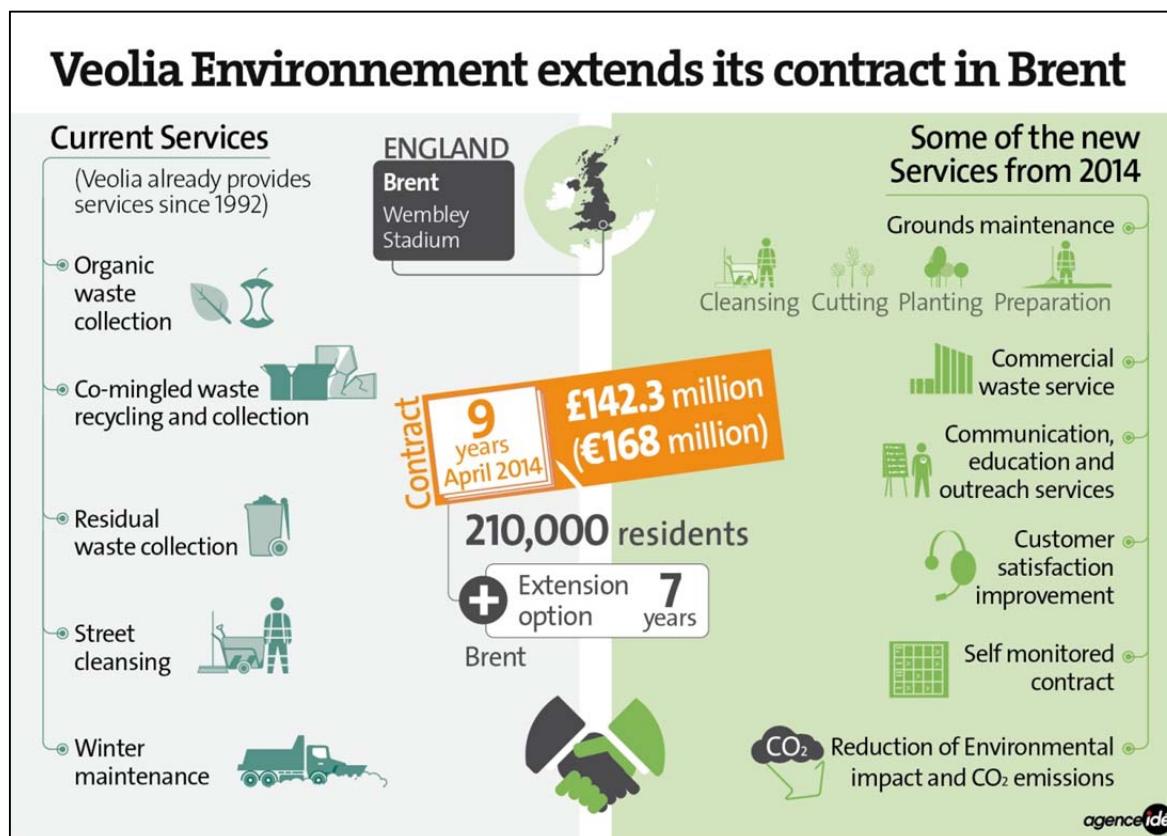 Veolia Environnement extends its contract in Brent
Current Services
(Veolia already provides
services since 1992)
Organic
waste
collection
Co-mingled waste
recycling and collection
Residual
waste collection
Street
cleansing
Winter
maintenance
ENGLAND
Brent
Wembley
Stadium
Contract
9
years
April 2014
£142.3 million
(€168 million)
210,000 residents
Extension
option
7
years
Brent
Some of the new
Services from 2014
Grounds maintenance
Cleansing Cutting Planting Preparation
Commercial
waste service
Communication,
education and
outreach services
Customer
satisfaction
improvement
Self monitored
contract
CO₂
Reduction of Environmental
impact and CO₂ emissions